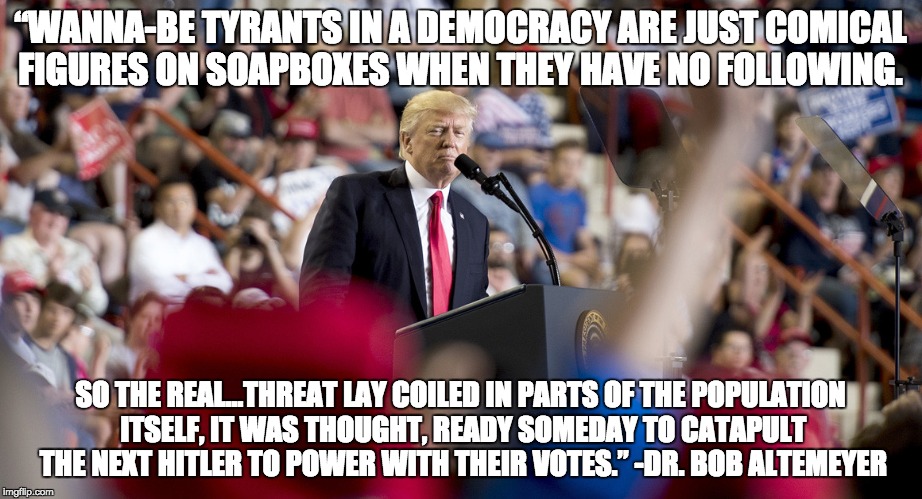 “WANNA-BE TYRANTS IN A DEMOCRACY ARE JUST COMICAL
FIGURES ON SOAPBOXES WHEN THEY HAVE NO FOLLOWING.
SO THE REAL...THREAT LAY COILED IN PARTS OF THE POPULATION
ITSELF, IT WAS THOUGHT, READY SOMEDAY TO CATAPULT
THE NEXT HITLER TO POWER WITH THEIR VOTES.” -DR. BOB ALTEMEYER
imgflip.com